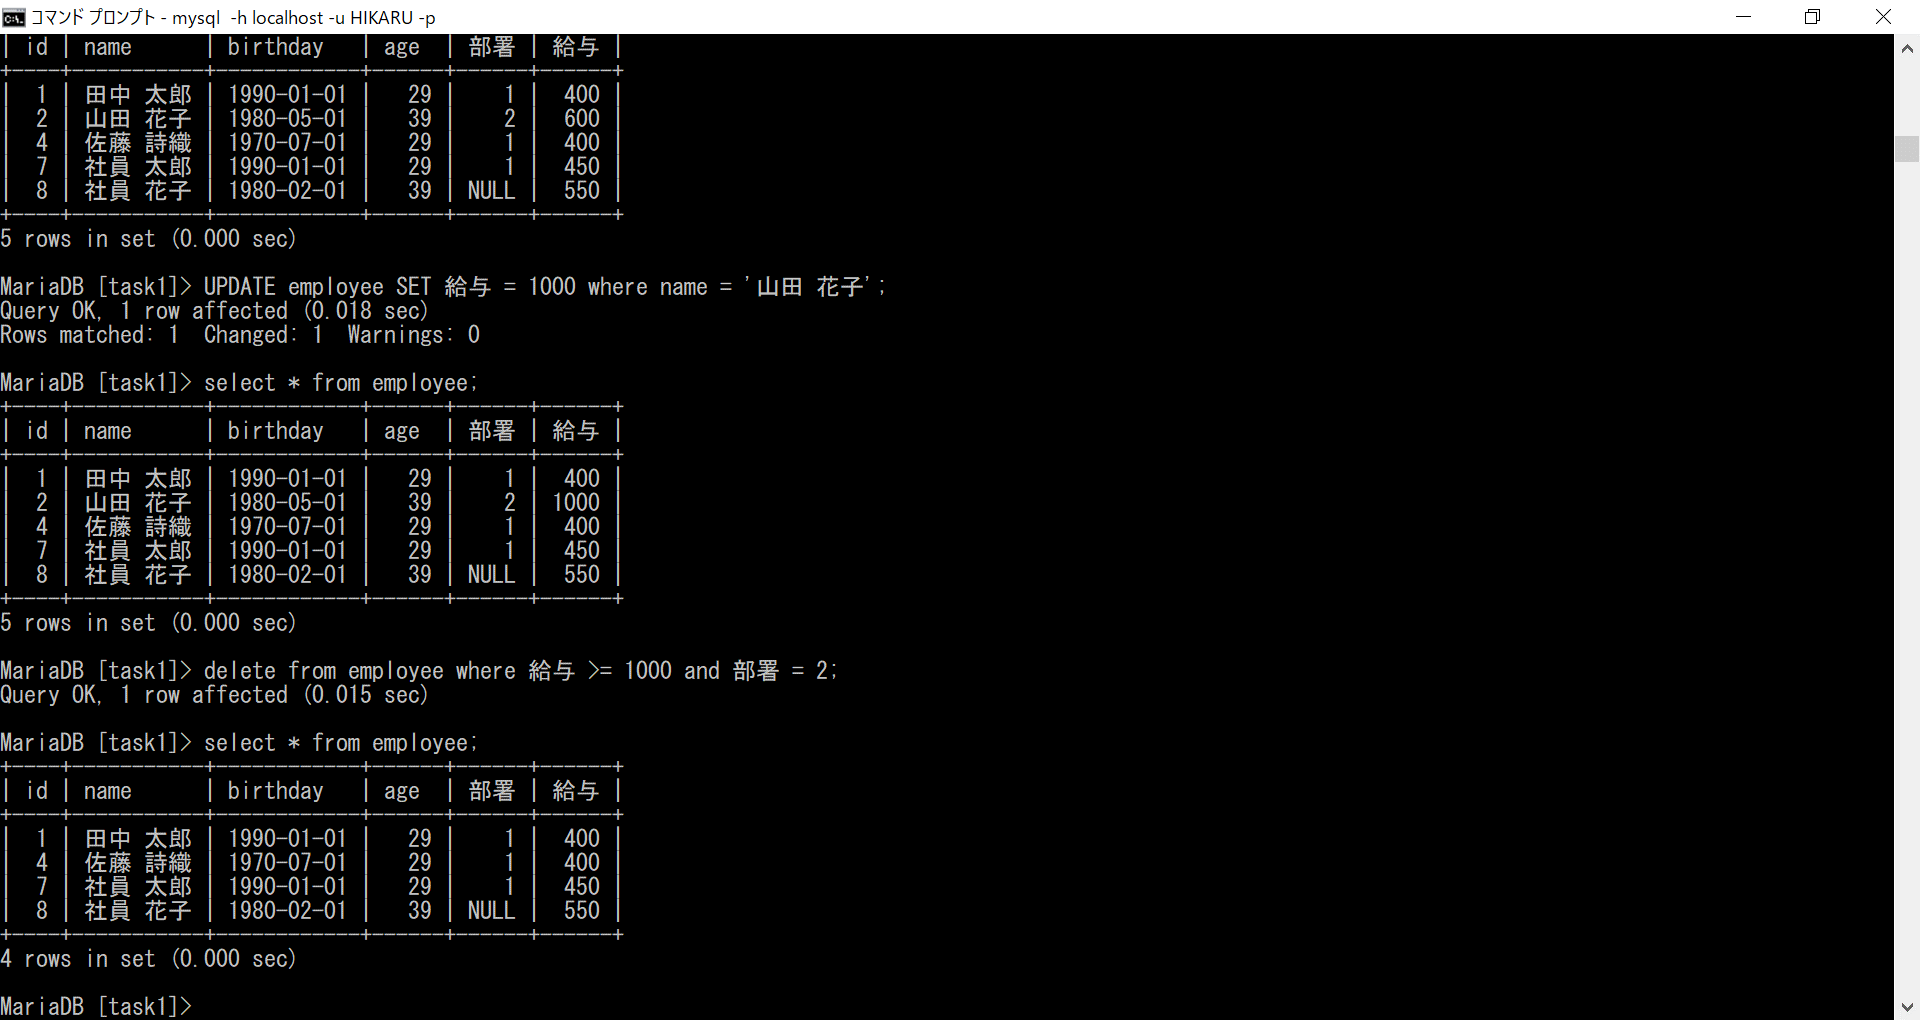 コマンド プロンプト - mysql  -h localhost -u HIKARU -p
| id | name      | birthday   | age  | 部署 | 給与 |
+----+-----------+------------+------+------+------+
|  1 | 田中 太郎 | 1990-01-01 |   29 |    1 |  400 |
|  2 | 山田 花子 | 1980-05-01 |   39 |    2 |  600 |
|  4 | 佐藤 詩織 | 1970-07-01 |   29 |    1 |  400 |
|  7 | 社員 太郎 | 1990-01-01 |   29 |    1 |  450 |
|  8 | 社員 花子 | 1980-02-01 |   39 | NULL |  550 |
+----+-----------+------------+------+------+------+
5 rows in set (0.000 sec)
MariaDB [task1]> UPDATE employee SET 給与 = 1000 where name = '山田 花子';
Query OK, 1 row affected (0.018 sec)
Rows matched: 1  Changed: 1  Warnings: 0
MariaDB [task1]> select * from employee;
+----+-----------+------------+------+------+------+
| id | name      | birthday   | age  | 部署 | 給与 |
+----+-----------+------------+------+------+------+
|  1 | 田中 太郎 | 1990-01-01 |   29 |    1 |  400 |
|  2 | 山田 花子 | 1980-05-01 |   39 |    2 | 1000 |
|  4 | 佐藤 詩織 | 1970-07-01 |   29 |    1 |  400 |
|  7 | 社員 太郎 | 1990-01-01 |   29 |    1 |  450 |
|  8 | 社員 花子 | 1980-02-01 |   39 | NULL |  550 |
+----+-----------+------------+------+------+------+
5 rows in set (0.000 sec)
MariaDB [task1]> delete from employee where 給与 >= 1000 and 部署 = 2;
Query OK, 1 row affected (0.015 sec)
MariaDB [task1]> select * from employee;
+----+-----------+------------+------+------+------+
| id | name      | birthday   | age  | 部署 | 給与 |
+----+-----------+------------+------+------+------+
|  1 | 田中 太郎 | 1990-01-01 |   29 |    1 |  400 |
|  4 | 佐藤 詩織 | 1970-07-01 |   29 |    1 |  400 |
|  7 | 社員 太郎 | 1990-01-01 |   29 |    1 |  450 |
|  8 | 社員 花子 | 1980-02-01 |   39 | NULL |  550 |
+----+-----------+------------+------+------+------+
4 rows in set (0.000 sec)
MariaDB [task1]>